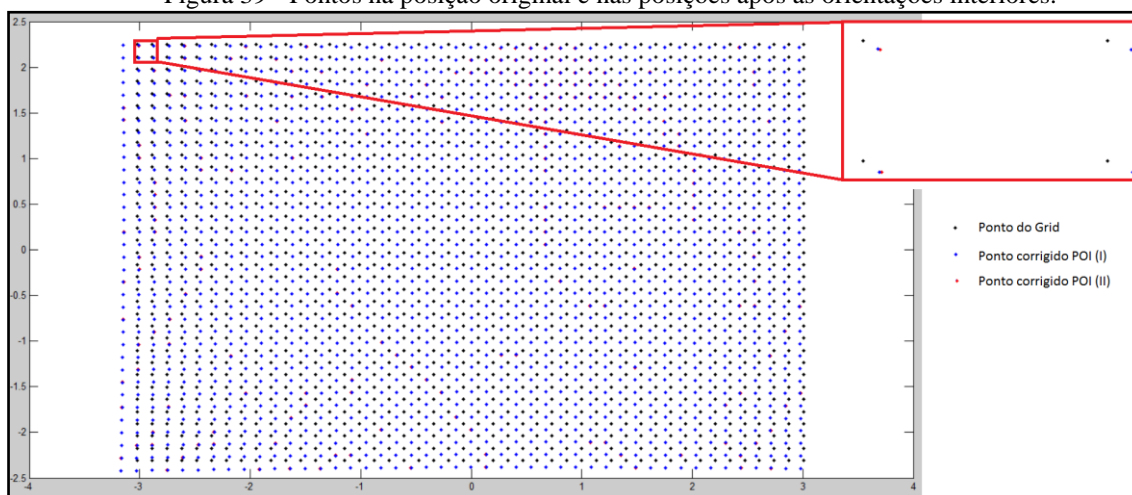 Figura 39 - Pontos na posição original e nas posições após as orientações interiores.
2.5
2
1.5
1
0.5
0
-0.5
-1
-1.5
-2
-2.5
-4 -3 -2 -1 0 1 2 3 4
Ponto do Grid
Ponto corrigido POI (I)
Ponto corrigido POI (II)